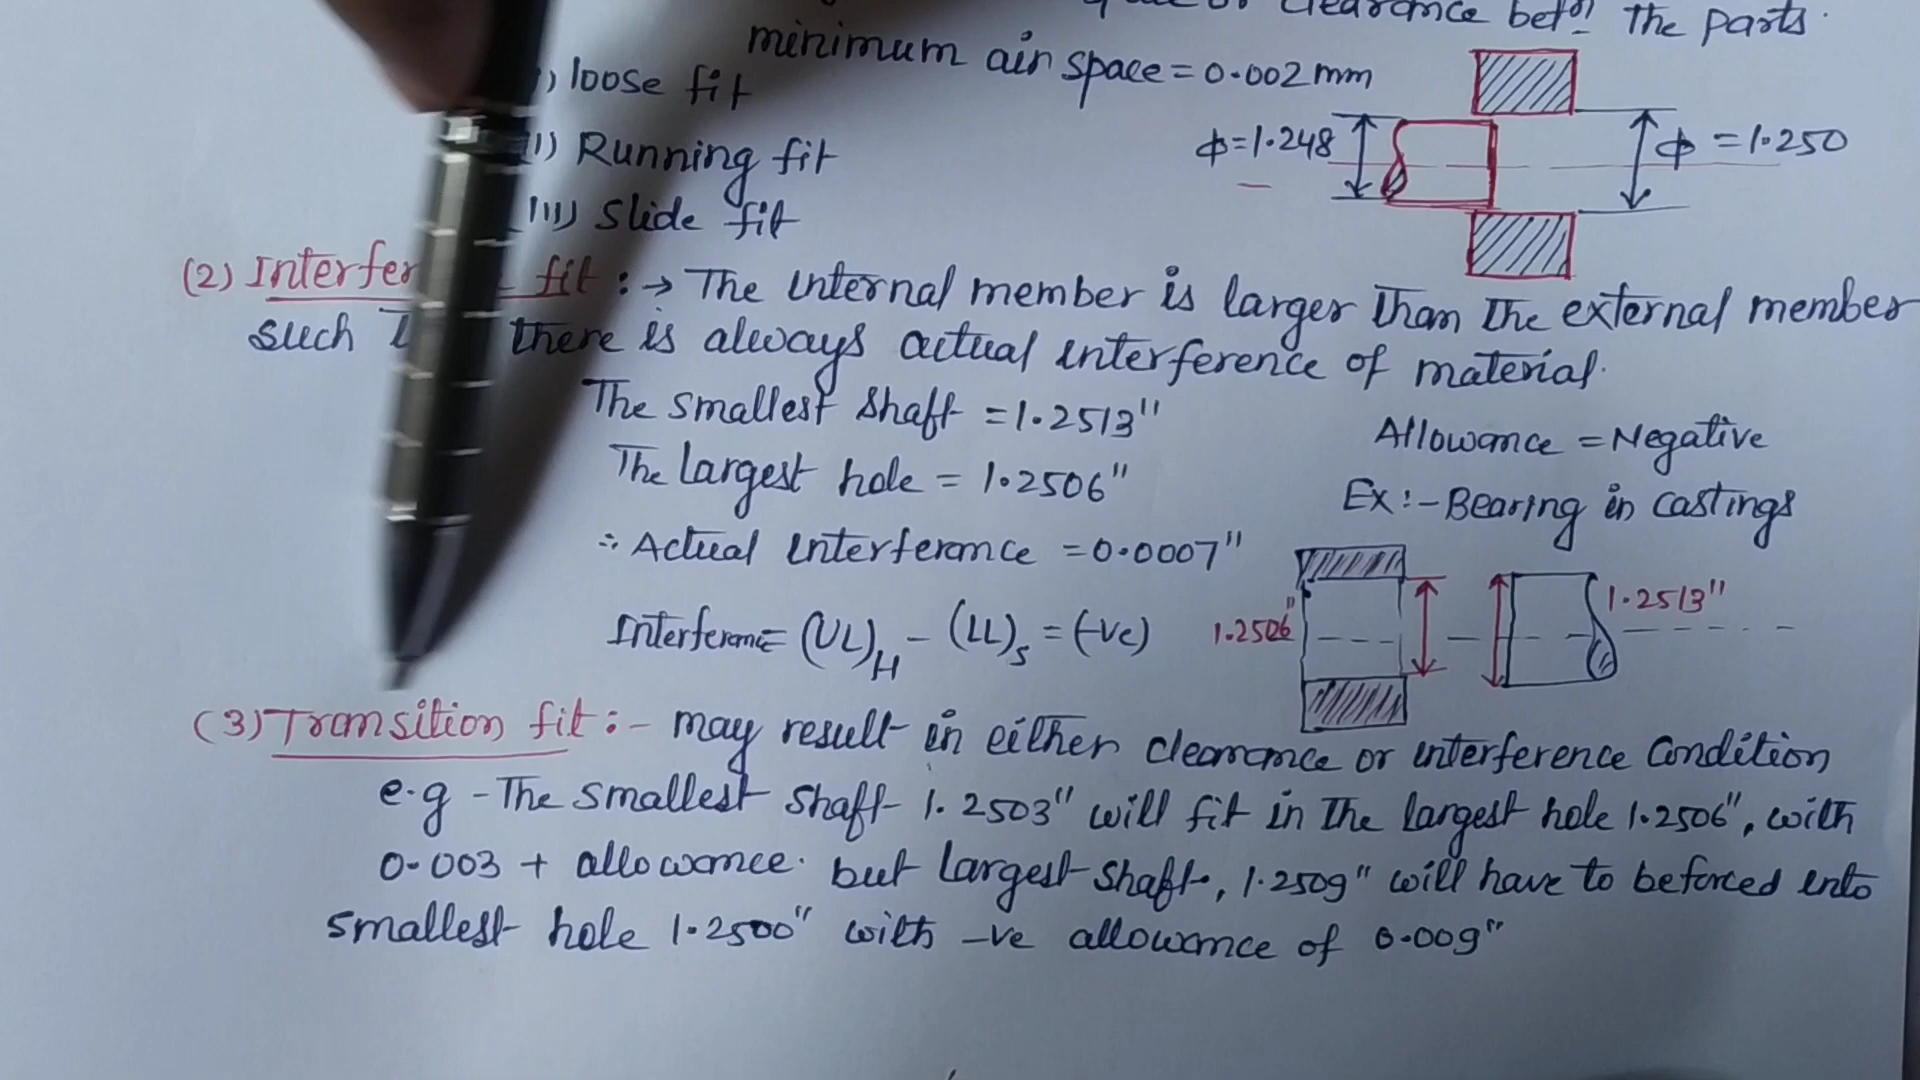 clearance betn The parts.
minimum air space = 0.002 mm
) loose fit
φ=1.248
φ = 1.250
) Running fit
(III) Slide fit
(2) Interfer fit :→ The internal member is larger Than The external member
such there is always actual interference of material.
The smallest shaft = 1.2513"
The largest hole = 1.2506"
Allowance = Negative
Ex:- Bearing in castings
∴ Actual interference = 0.0007"
Interference = (UL)H - (LL)s = (-ve)
1.2506"
1.2513"
(3) Transition fit :- may result in either clearance or interference condition
e.g - The smallest shaft 1.2503" will fit in The largest hole 1.2506", with
0.003 + allowance. but largest shaft, 1.2509" will have to be forced into
smallest hole 1.2500" with -ve allowance of 0.009"